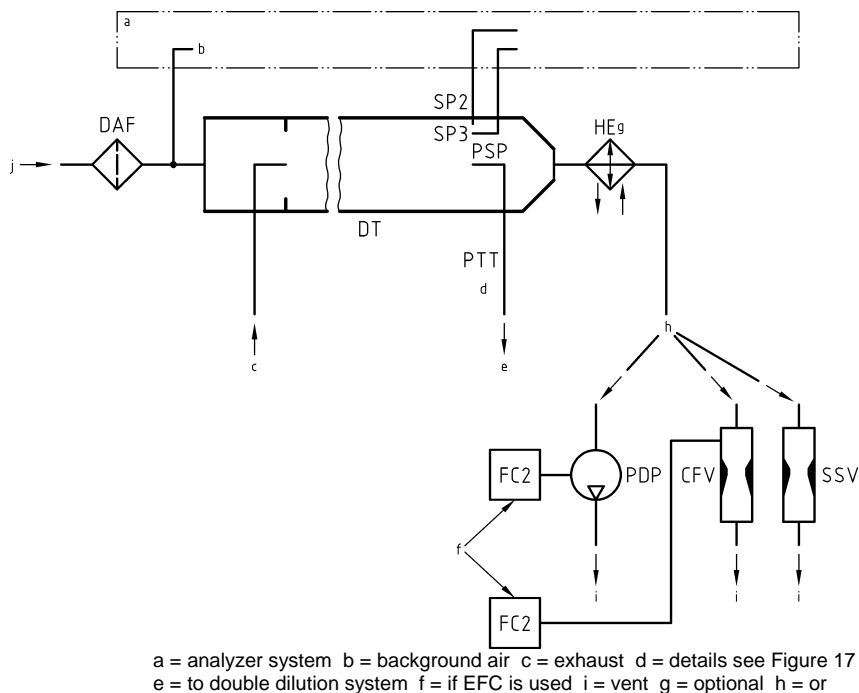 a
b
SP2
DAF
SP3
HE g
j
PSP
DT
PTT
d
h
c
e
FC2
PDP
CFV
SSV
f
i
i
i
FC2
a = analyzer system b = background air c = exhaust d = details see Figure 17
e = to double dilution system f = if EFC is used i = vent g = optional h = or